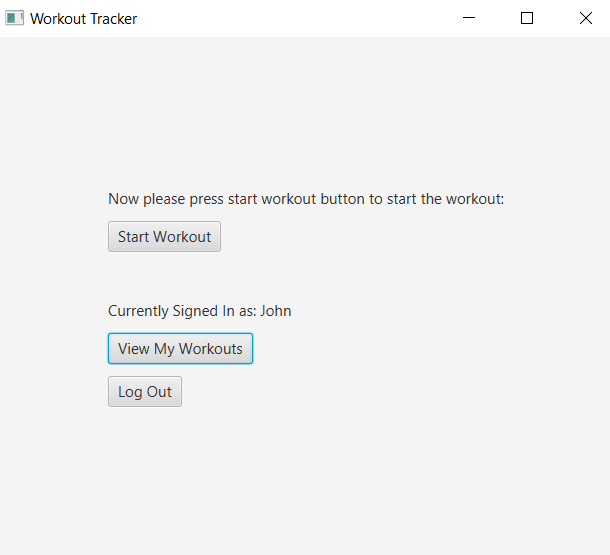 Workout Tracker
Now please press start workout button to start the workout:
Start Workout
Currently Signed In as: John
View My Workouts
Log Out